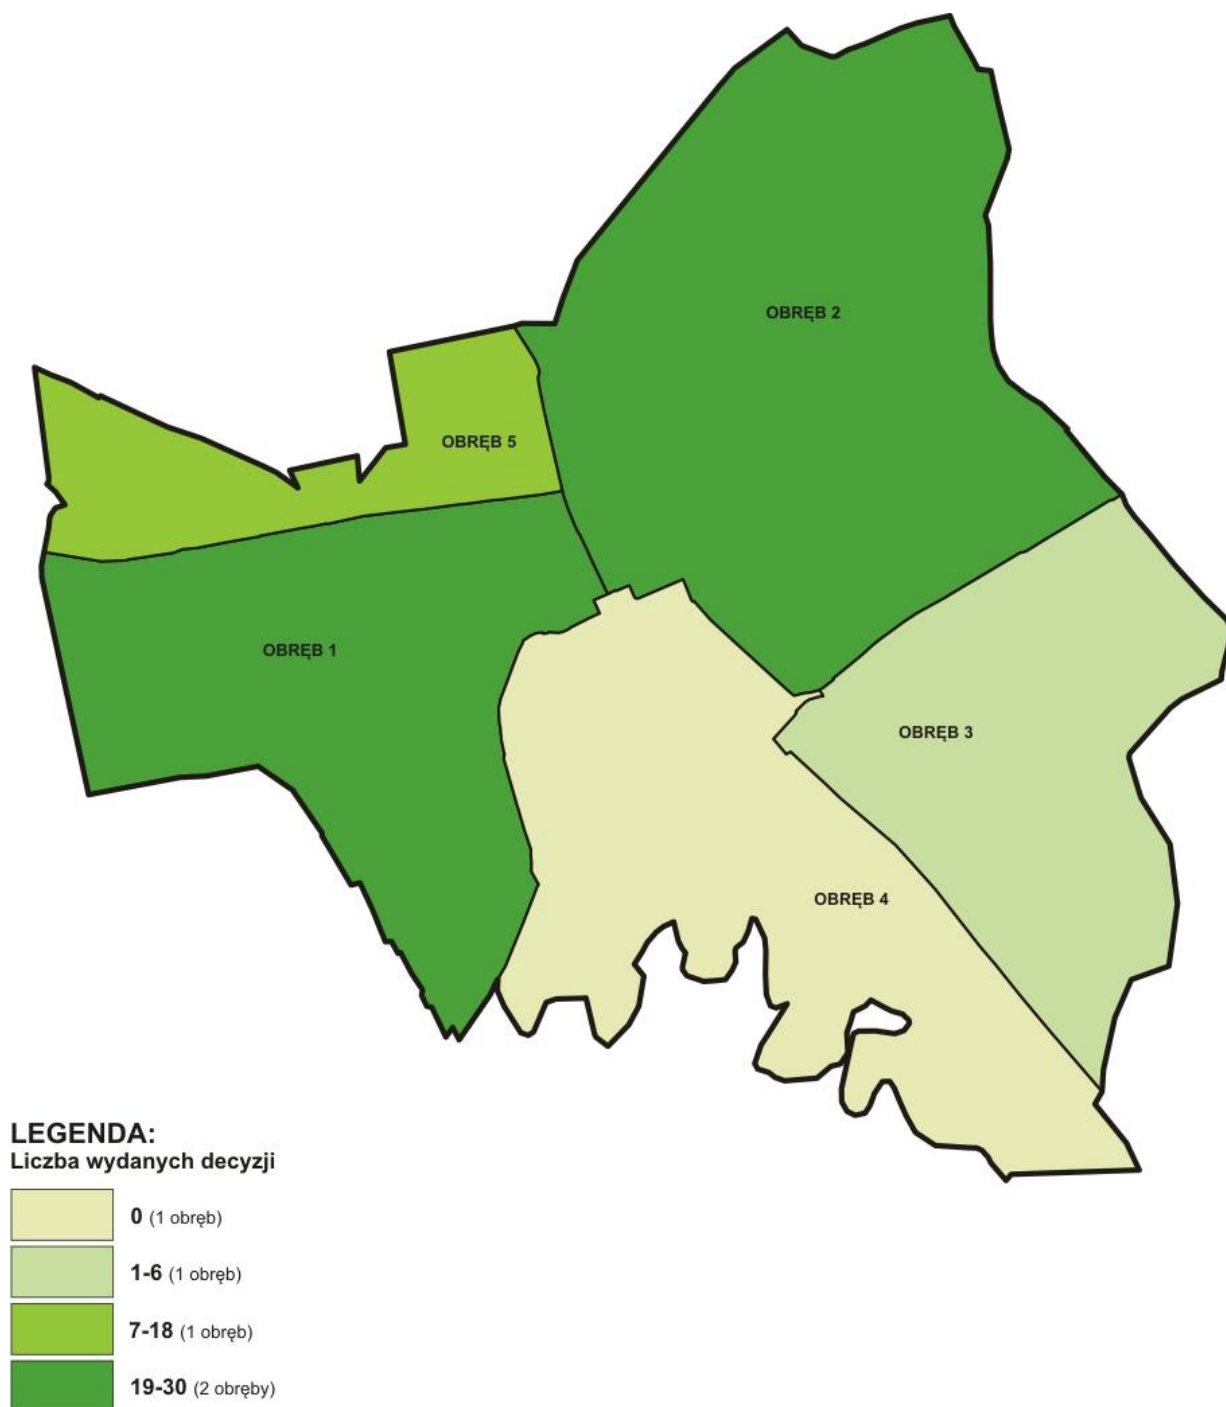 OBRĘB 2
OBRĘB 5
OBRĘB 1
OBRĘB 3
OBRĘB 4
LEGENDA:
Liczba wydanych decyzji
0 (1 obręb)
1-6 (1 obręb)
7-18 (1 obręb)
19-30 (2 obręby)